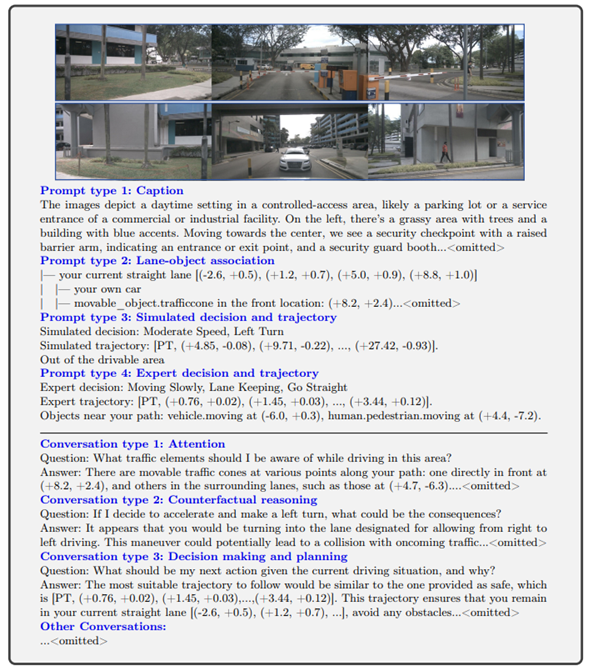 Prompt type 1: Caption
The images depict a daytime setting in a controlled-access area, likely a parking lot or a service
entrance of a commercial or industrial facility. On the left, there's a grassy area with trees and a
building with blue accents. Moving towards the center, we see a security checkpoint with a raised
barrier arm, indicating an entrance or exit point, and a security guard booth...<omitted>
Prompt type 2: Lane-object association
|— your current straight lane [(-2.6, +0.5), (+1.2, +0.7), (+5.0, +0.9), (+8.8, +1.0)]
| |— your own car
| |— movable_object.trafficcone in the front location: (+8.2, +2.4)...<omitted>
Prompt type 3: Simulated decision and trajectory
Simulated decision: Moderate Speed, Left Turn
Simulated trajectory: [PT, (+4.85, -0.08), (+9.71, -0.22), ..., (+27.42, -0.93)].
Out of the drivable area
Prompt type 4: Expert decision and trajectory
Expert decision: Moving Slowly, Lane Keeping, Go Straight
Expert trajectory: [PT, (+0.76, +0.02), (+1.45, +0.03), ..., (+3.44, +0.12)].
Objects near your path: vehicle.moving at (-6.0, +0.3), human.pedestrian.moving at (+4.4, -7.2).
Conversation type 1: Attention
Question: What traffic elements should I be aware of while driving in this area?
Answer: There are movable traffic cones at various points along your path: one directly in front at
(+8.2, +2.4), and others in the surrounding lanes, such as those at (+4.7, -6.3)....<omitted>
Conversation type 2: Counterfactual reasoning
Question: If I decide to accelerate and make a left turn, what could be the consequences?
Answer: It appears that you would be turning into the lane designated for allowing from right to
left driving. This maneuver could potentially lead to a collision with oncoming traffic...<omitted>
Conversation type 3: Decision making and planning
Question: What should be my next action given the current driving situation, and why?
Answer: The most suitable trajectory to follow would be similar to the one provided as safe, which
is [PT, (+0.76, +0.02), (+1.45, +0.03),...,(+3.44, +0.12)]. This trajectory ensures that you remain
in your current straight lane [(-2.6, +0.5), (+1.2, +0.7), ...], avoid any obstacles...<omitted>
Other Conversations:
...<omitted>